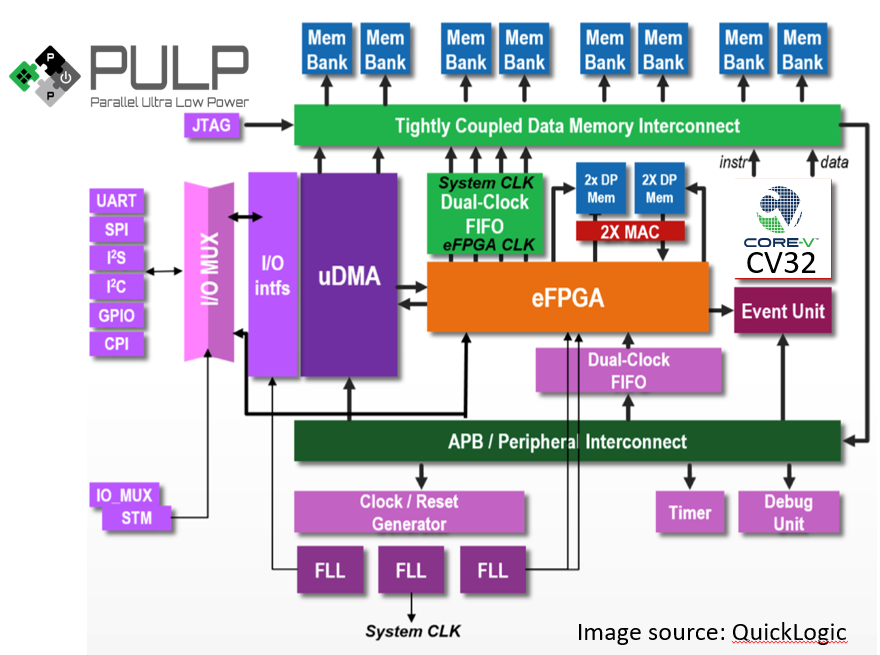 P
P
PULP
Parallel Ultra Low Power
Mem
Bank
Mem
Bank
Mem
Bank
Mem
Bank
Mem
Bank
Mem
Bank
Mem
Bank
Mem
Bank
JTAG
Tightly Coupled Data Memory Interconnect
instr
data
UART
SPI
I²S
I²C
GPIO
CPI
I/O MUX
I/O
intfs
uDMA
System CLK
Dual-Clock
FIFO
eFPGA CLK
2x DP
Mem
2X DP
Mem
2X MAC
CORE-V™
CV32
eFPGA
Event Unit
Dual-Clock
FIFO
APB / Peripheral Interconnect
IO_MUX
STM
Clock / Reset
Generator
Timer
Debug
Unit
FLL
FLL
FLL
System CLK
Image source: QuickLogic